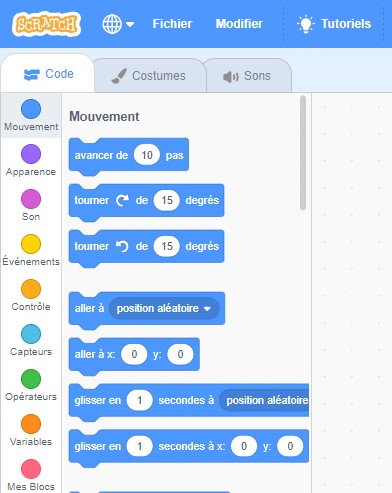 SCRATCH Fichier Modifier Tutoriels
Code Costumes Sons
Mouvement
Apparence
Son
Événements
Contrôle
Capteurs
Opérateurs
Variables
Mes Blocs
Mouvement
avancer de 10 pas
tourner de 15 degrés
tourner de 15 degrés
aller à position aléatoire
aller à x: 0 y: 0
glisser en 1 secondes à position aléatoire
glisser en 1 secondes à x: 0 y: 0